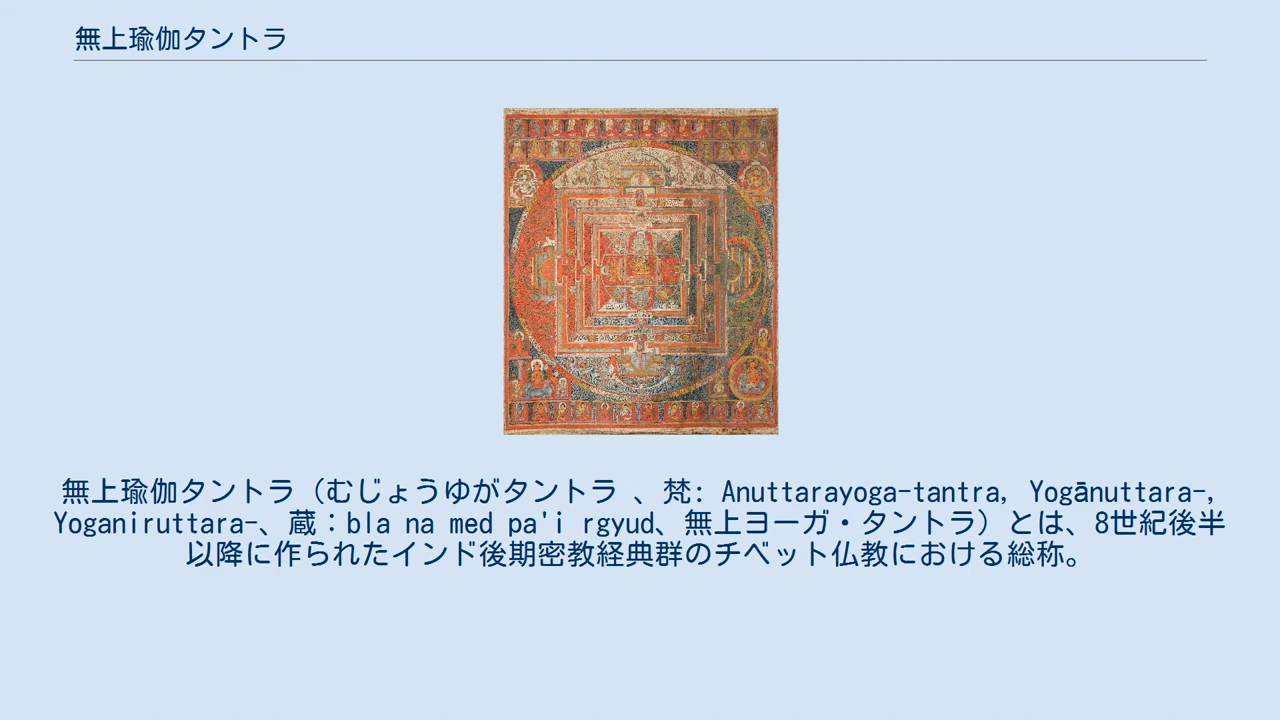 無上瑜伽タントラ
無上瑜伽タントラ（むじょうゆがタントラ 、梵: Anuttarayoga-tantra, Yogānuttara-,
Yoganiruttara-、蔵：bla na med pa'i rgyud、無上ヨーガ・タントラ）とは、8世紀後半
以降に作られたインド後期密教経典群のチベット仏教における総称。